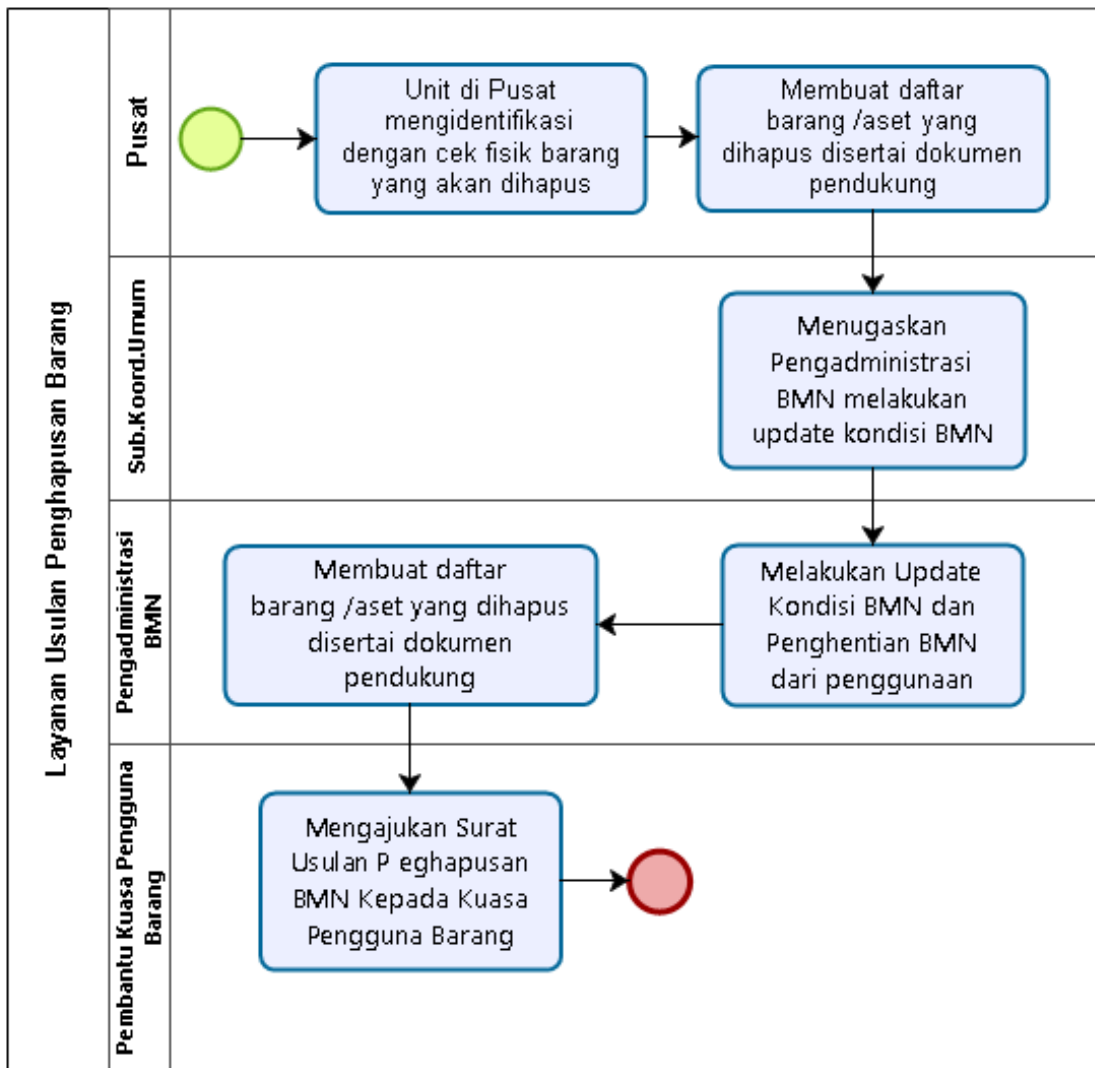 Layanan Usulan Penghapusan Barang
Pusat
Unit di Pusat
mengidentifikasi
dengan cek fisik barang
yang akan dihapus
Membuat daftar
barang /aset yang
dihapus disertai dokumen
pendukung
Sub.Koord.Umum
Menugaskan
Pengadministrasi
BMN melakukan
update kondisi BMN
Pengadministrasi
BMN
Melakukan Update
Kondisi BMN dan
Penghentian BMN
dari penggunaan
Membuat daftar
barang /aset yang dihapus
disertai dokumen
pendukung
Pembantu Kuasa Pengguna
Barang
Mengajukan Surat
Usulan P eghapusan
BMN Kepada Kuasa
Pengguna Barang